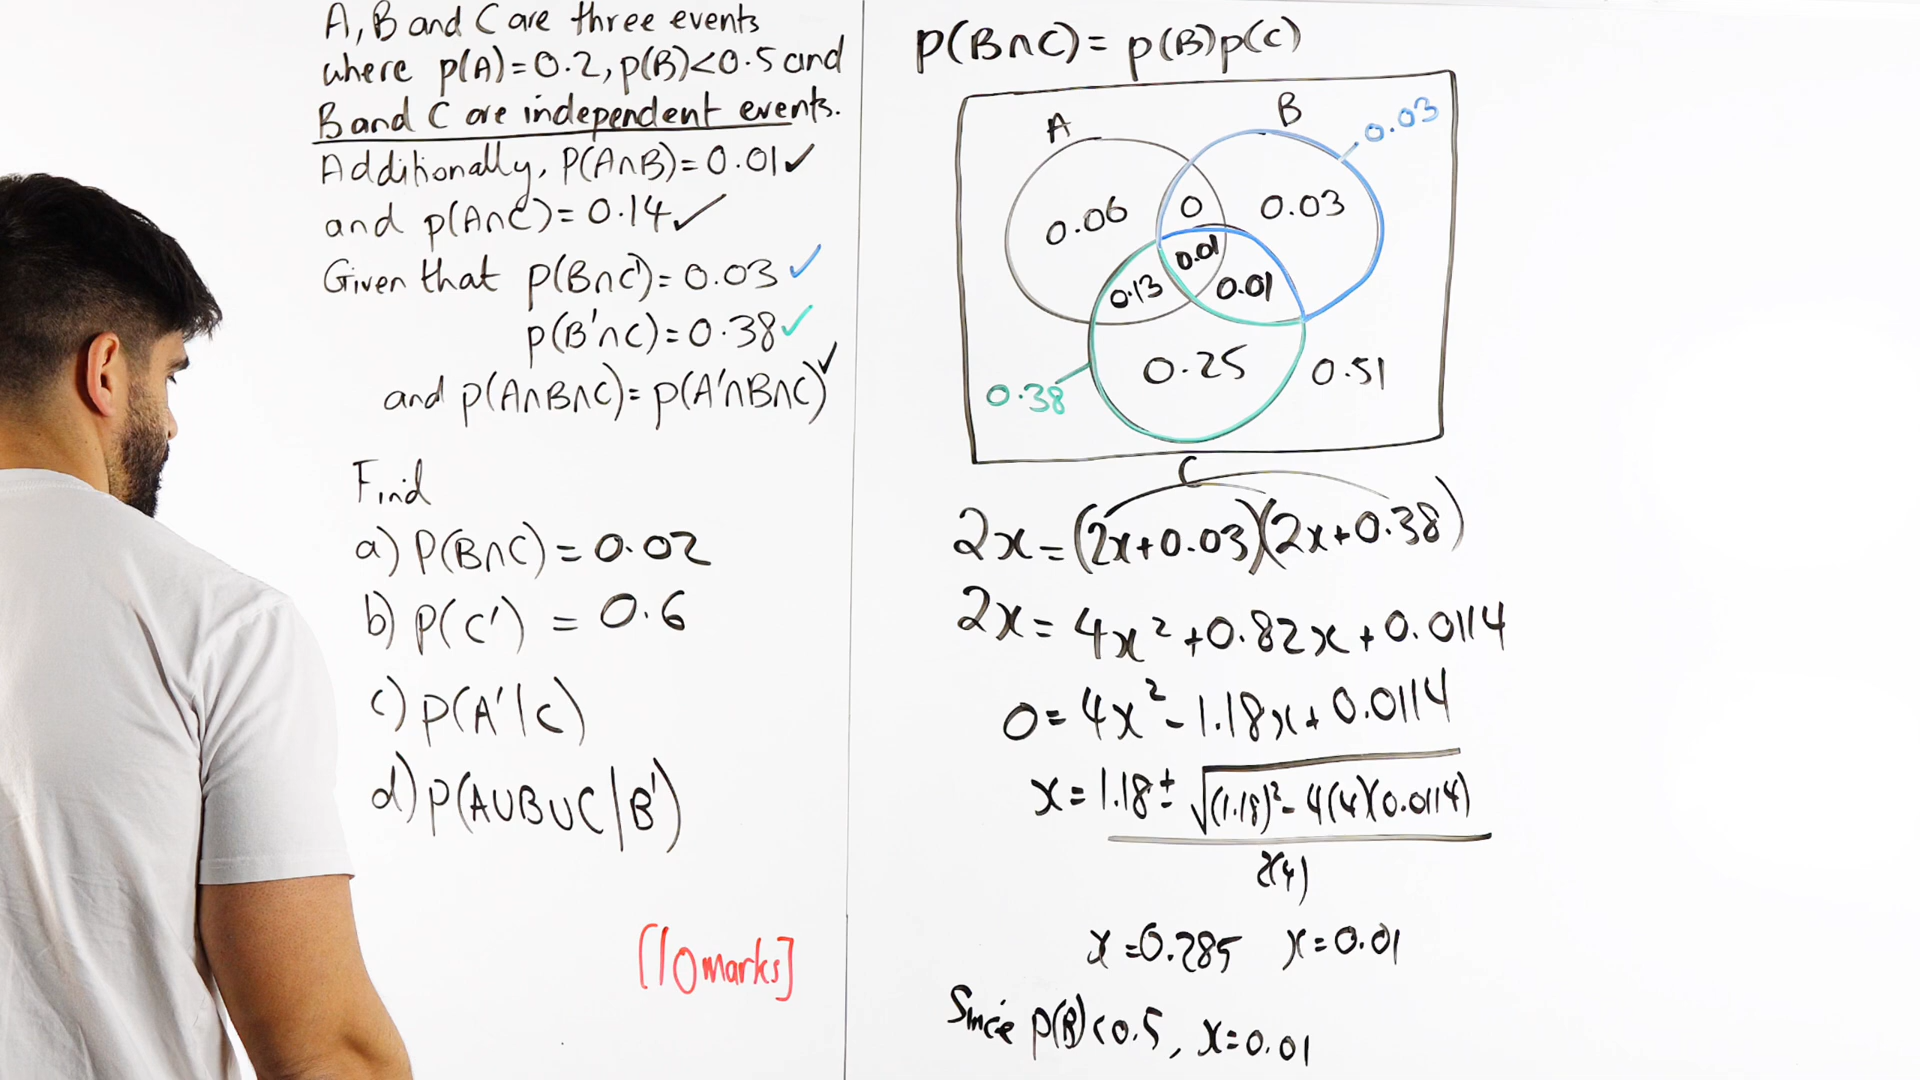 A, B and C are three events
where p(A)=0.2, p(B)<0.5 and
B and C are independent events.
Additionally, P(A∩B)=0.01✓
and p(A∩C)=0.14✓
Given that p(B∩C')=0.03✓
p(B'∩C)=0.38✓
and p(A∩B∩C)=p(A'∩B∩C)✓
Find
a) P(B∩C)=0.02
b) p(C') = 0.6
c) p(A'|C)
d) p(A∪B∪C|B')
[10 marks]
p(B∩C)=p(B)p(C)
A
B
0.03
0.06
0
0.03
0.01
0.13
0.01
0.25
0.51
0.38
C
2x=(2x+0.03)(2x+0.38)
2x=4x²+0.82x+0.0114
0=4x²-1.18x+0.0114
x=1.18±√(1.18)²-4(4)(0.0114)
2(4)
x=0.285 x=0.01
Since p(B)<0.5, x=0.01